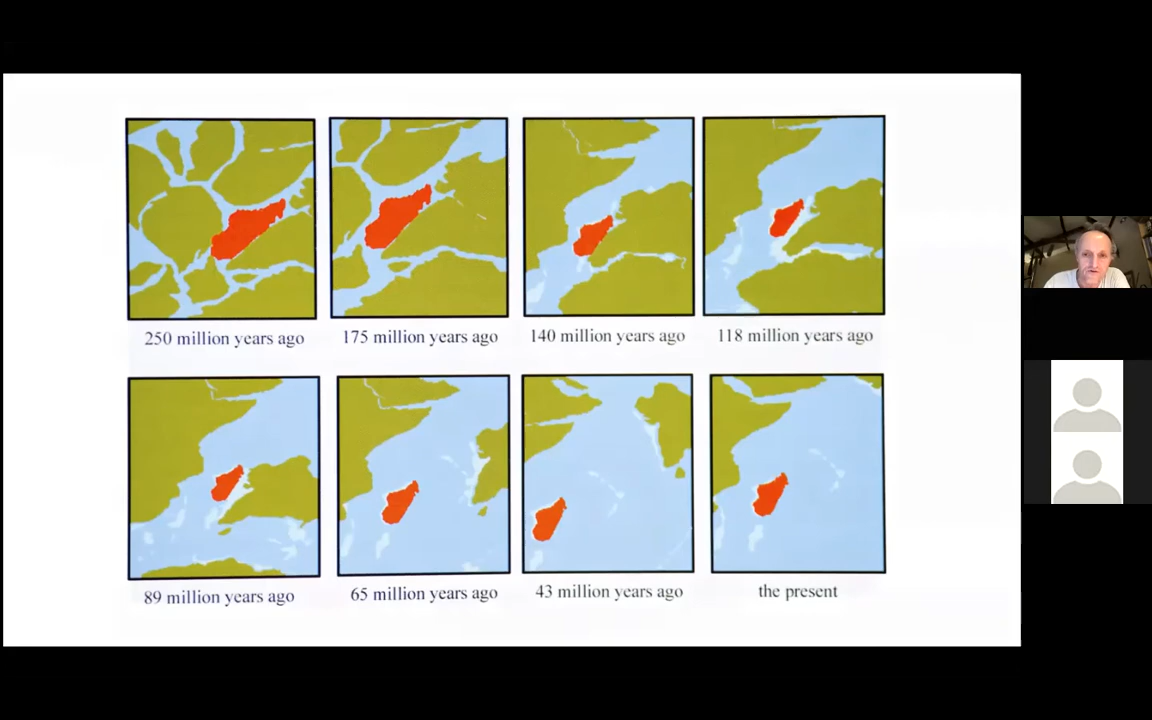 250 million years ago
175 million years ago
140 million years ago
118 million years ago
89 million years ago
65 million years ago
43 million years ago
the present